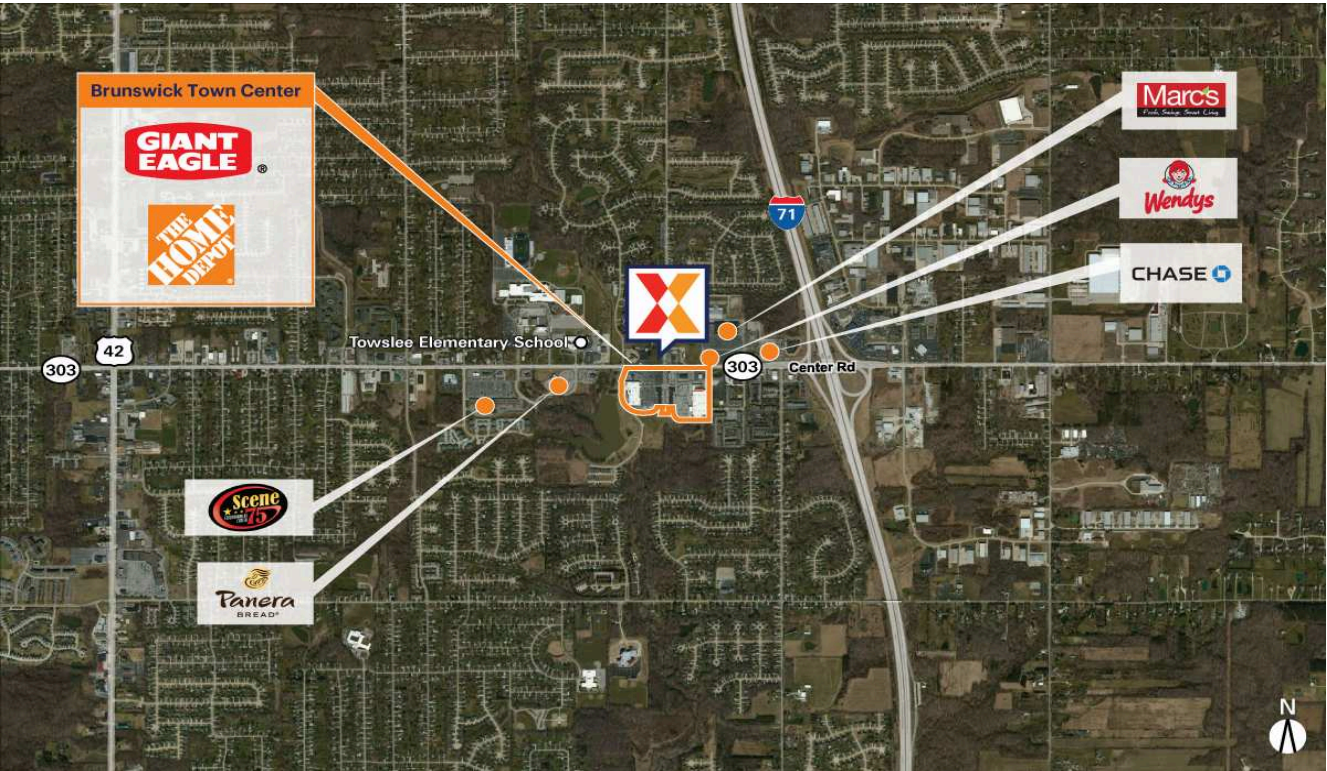 Brunswick Town Center
GIANT
EAGLE ®
THE
HOME
DEPOT
Marc's
Wendys
CHASE
71
Towslee Elementary School
42
303
303
Center Rd
Scene
75
Panera
BREAD®
N